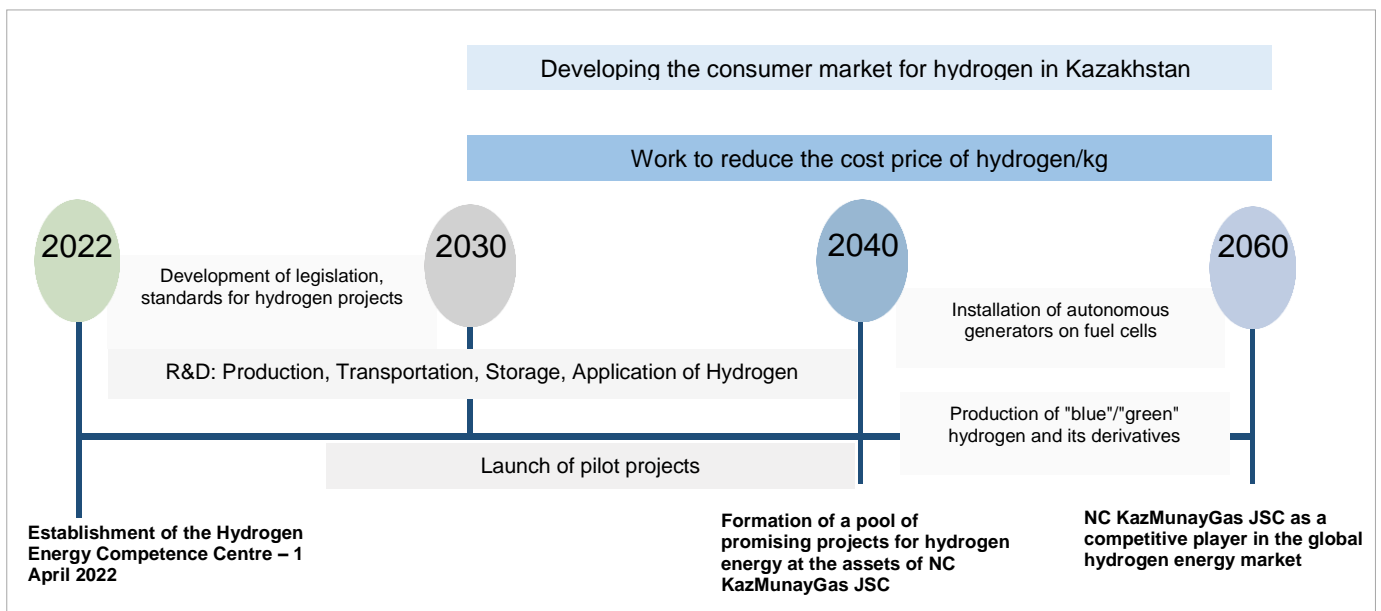 Developing the consumer market for hydrogen in Kazakhstan
Work to reduce the cost price of hydrogen/kg
2022
2030
2040
2060
Development of legislation,
standards for hydrogen projects
Installation of autonomous
generators on fuel cells
R&D: Production, Transportation, Storage, Application of Hydrogen
Production of "blue"/"green"
hydrogen and its derivatives
Launch of pilot projects
Establishment of the Hydrogen
Energy Competence Centre – 1
April 2022
Formation of a pool of
promising projects for hydrogen
energy at the assets of NC
KazMunayGas JSC
NC KazMunayGas JSC as a
competitive player in the global
hydrogen energy market